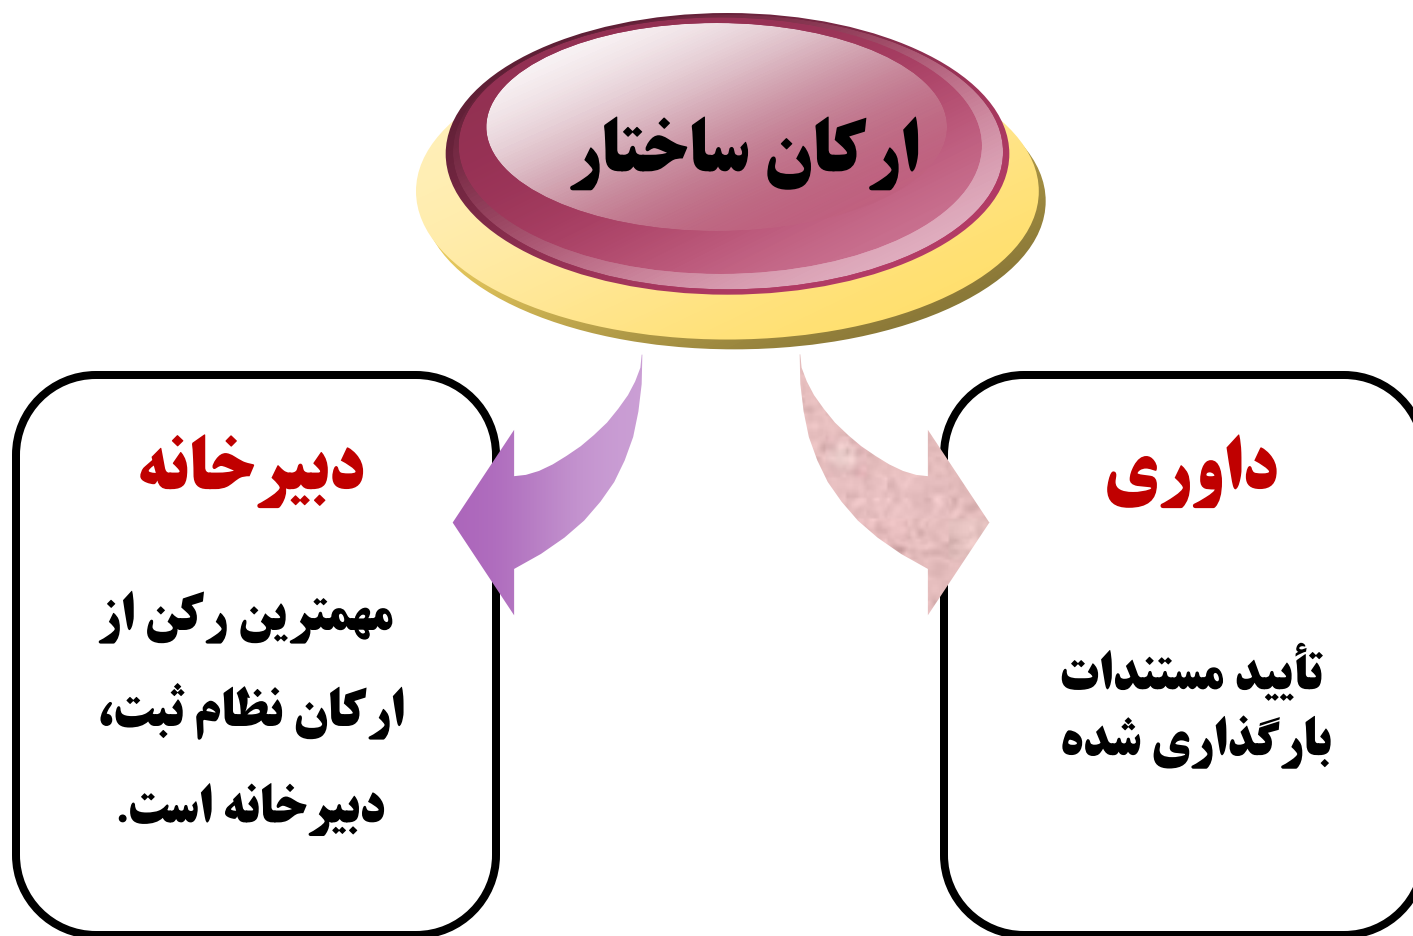 ارکان ساختار
داوری
تأیید مستندات
بارگذاری شده
دبیرخانه
مهمترین رکن از
ارکان نظام ثبت،
دبیرخانه است.